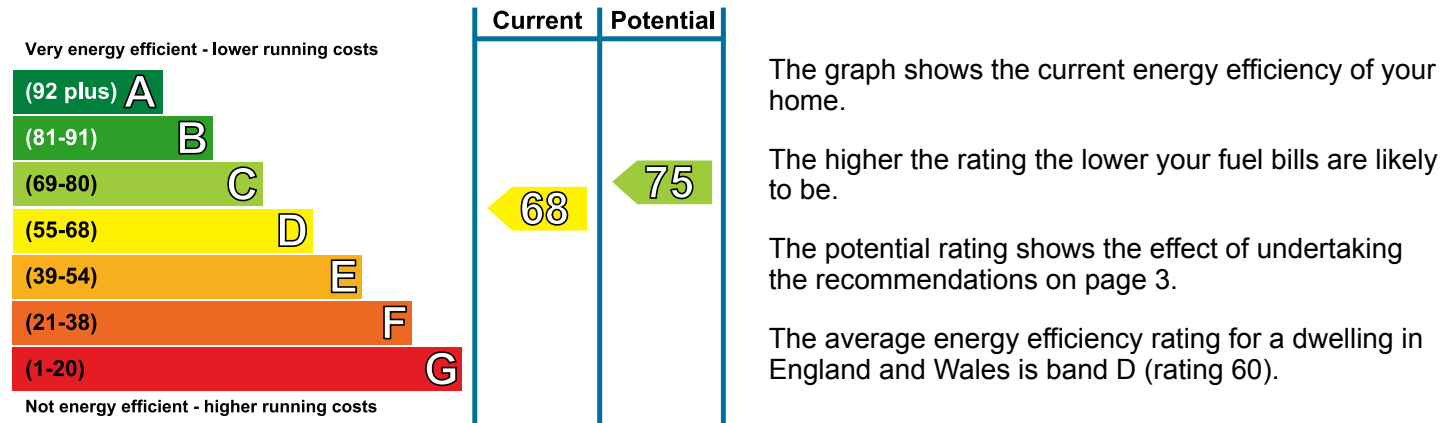 Current Potential
Very energy efficient - lower running costs
(92 plus) A
(81-91) B
(69-80) C
(55-68) D
(39-54) E
(21-38) F
(1-20) G
Not energy efficient - higher running costs
68
75
The graph shows the current energy efficiency of your
home.
The higher the rating the lower your fuel bills are likely
to be.
The potential rating shows the effect of undertaking
the recommendations on page 3.
The average energy efficiency rating for a dwelling in
England and Wales is band D (rating 60).